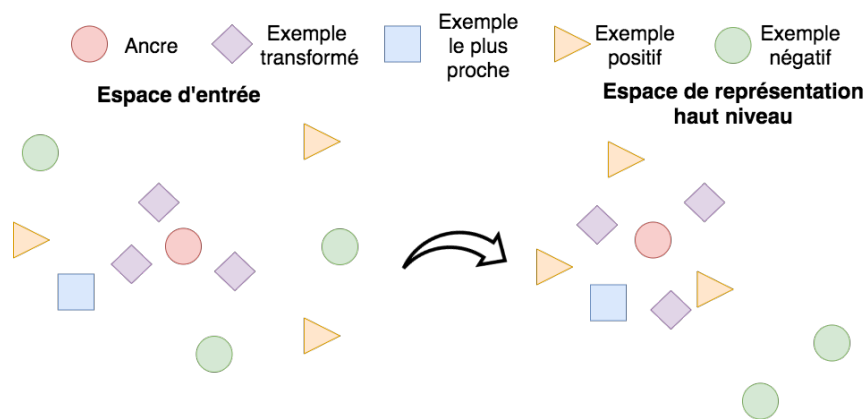 Ancre
Exemple
transformé
Exemple
le plus
proche
Exemple
positif
Exemple
négatif
Espace d'entrée
Espace de représentation
haut niveau